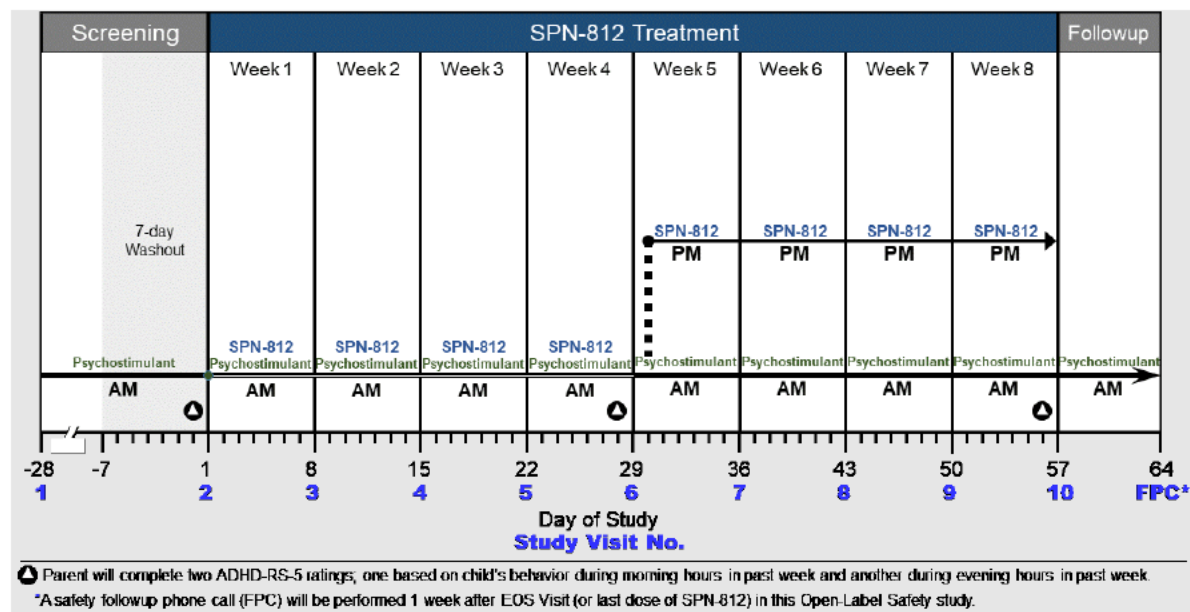 Screening SPN-812 Treatment Followup
Week 1 Week 2 Week 3 Week 4 Week 5 Week 6 Week 7 Week 8
7-day
Washout
SPN-812 SPN-812 SPN-812 SPN-812
PM PM PM PM
SPN-812 SPN-812 SPN-812 SPN-812
Psychostimulant Psychostimulant Psychostimulant Psychostimulant Psychostimulant Psychostimulant Psychostimulant Psychostimulant Psychostimulant Psychostimulant
AM AM AM AM AM AM AM AM AM AM
-28 -7 1 8 15 22 29 36 43 50 57 64
1 2 3 4 5 6 7 8 9 10 FPC*
Day of Study
Study Visit No.
Parent will complete two ADHD-RS-5 ratings; one based on child's behavior during morning hours in past week and another during evening hours in past week.
*A safety followup phone call (FPC) will be performed 1 week after EOS Visit (or last dose of SPN-812) in this Open-Label Safety study.